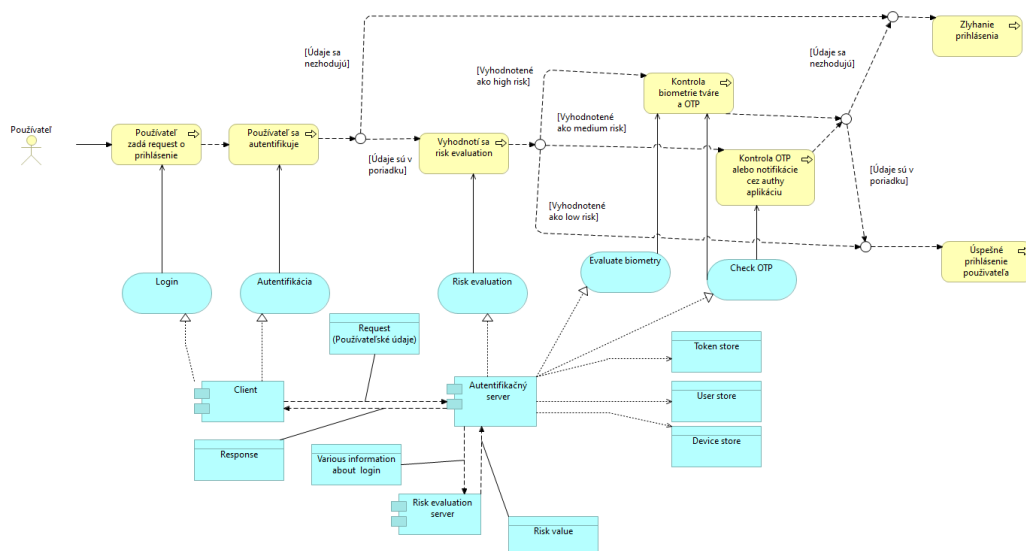 [Údaje sa
nezhodujú]
Zlyhanie
prihlásenia
[Vyhodnotené
ako high risk]
Kontrola
biometrie tváre
a OTP
[Údaje sa
nezhodujú]
Používateľ
Používateľ
zadá request o
prihlásenie
Používateľ sa
autentifikuje
Vyhodnotí sa
risk evaluation
[Vyhodnotené
ako medium risk]
[Údaje sú v
poriadku]
Kontrola OTP
alebo notifikácie
cez authy
aplikáciu
[Údaje sú v
poriadku]
[Vyhodnotené
ako low risk]
Úspešné
prihlásenie
použivateľa
Login
Autentifikácia
Risk evaluation
Evaluate biometry
Check OTP
Request
(Používateľské údaje)
Token store
Client
Autentifikačný
server
User store
Device store
Response
Various information
about login
Risk evaluation
server
Risk value